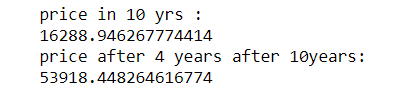 price in 10 yrs :
16288.946267774414
price after 4 years after 10years:
53918.448264616774